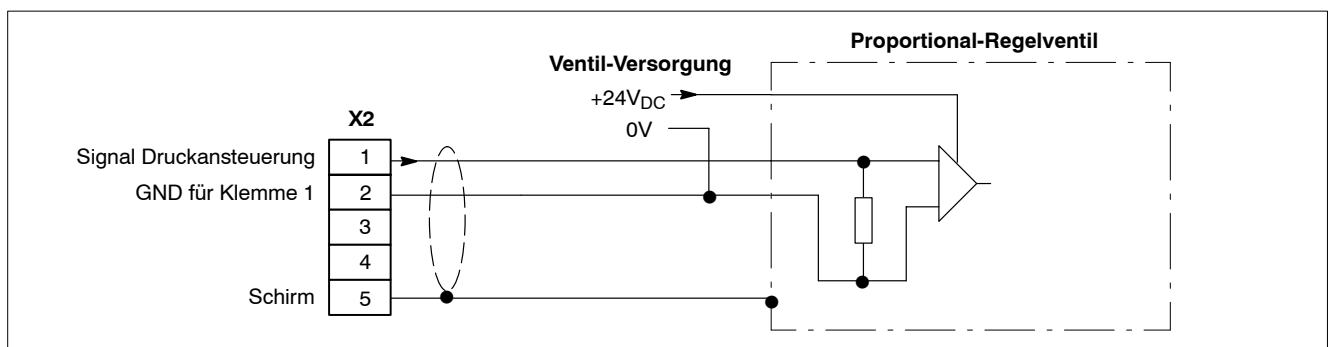 Proportional-Regelventil
Ventil-Versorgung
+24VDC
0V
X2
Signal Druckansteuerung 1
GND für Klemme 1 2
3
4
Schirm 5